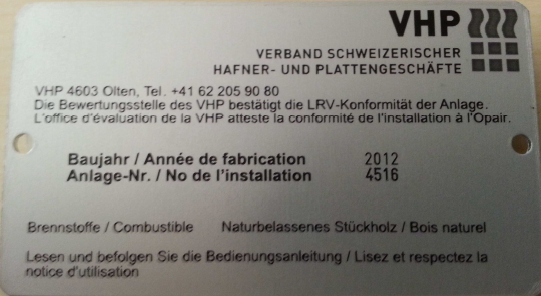 VHP
VERBAND SCHWEIZERISCHER
HAFNER- UND PLATTENGESCHÄFTE
VHP 4603 Olten, Tel. +41 62 205 90 80
Die Bewertungsstelle des VHP bestätigt die LRV-Konformität der Anlage.
L'office d'évaluation de la VHP atteste la conformité de l'installation à l'Opair.
Baujahr / Année de fabrication 2012
Anlage-Nr. / No de l'installation 4516
Brennstoffe / Combustible Naturbelassenes Stückholz / Bois naturel
Lesen und befolgen Sie die Bedienungsanleitung / Lisez et respectez la
notice d'utilisation